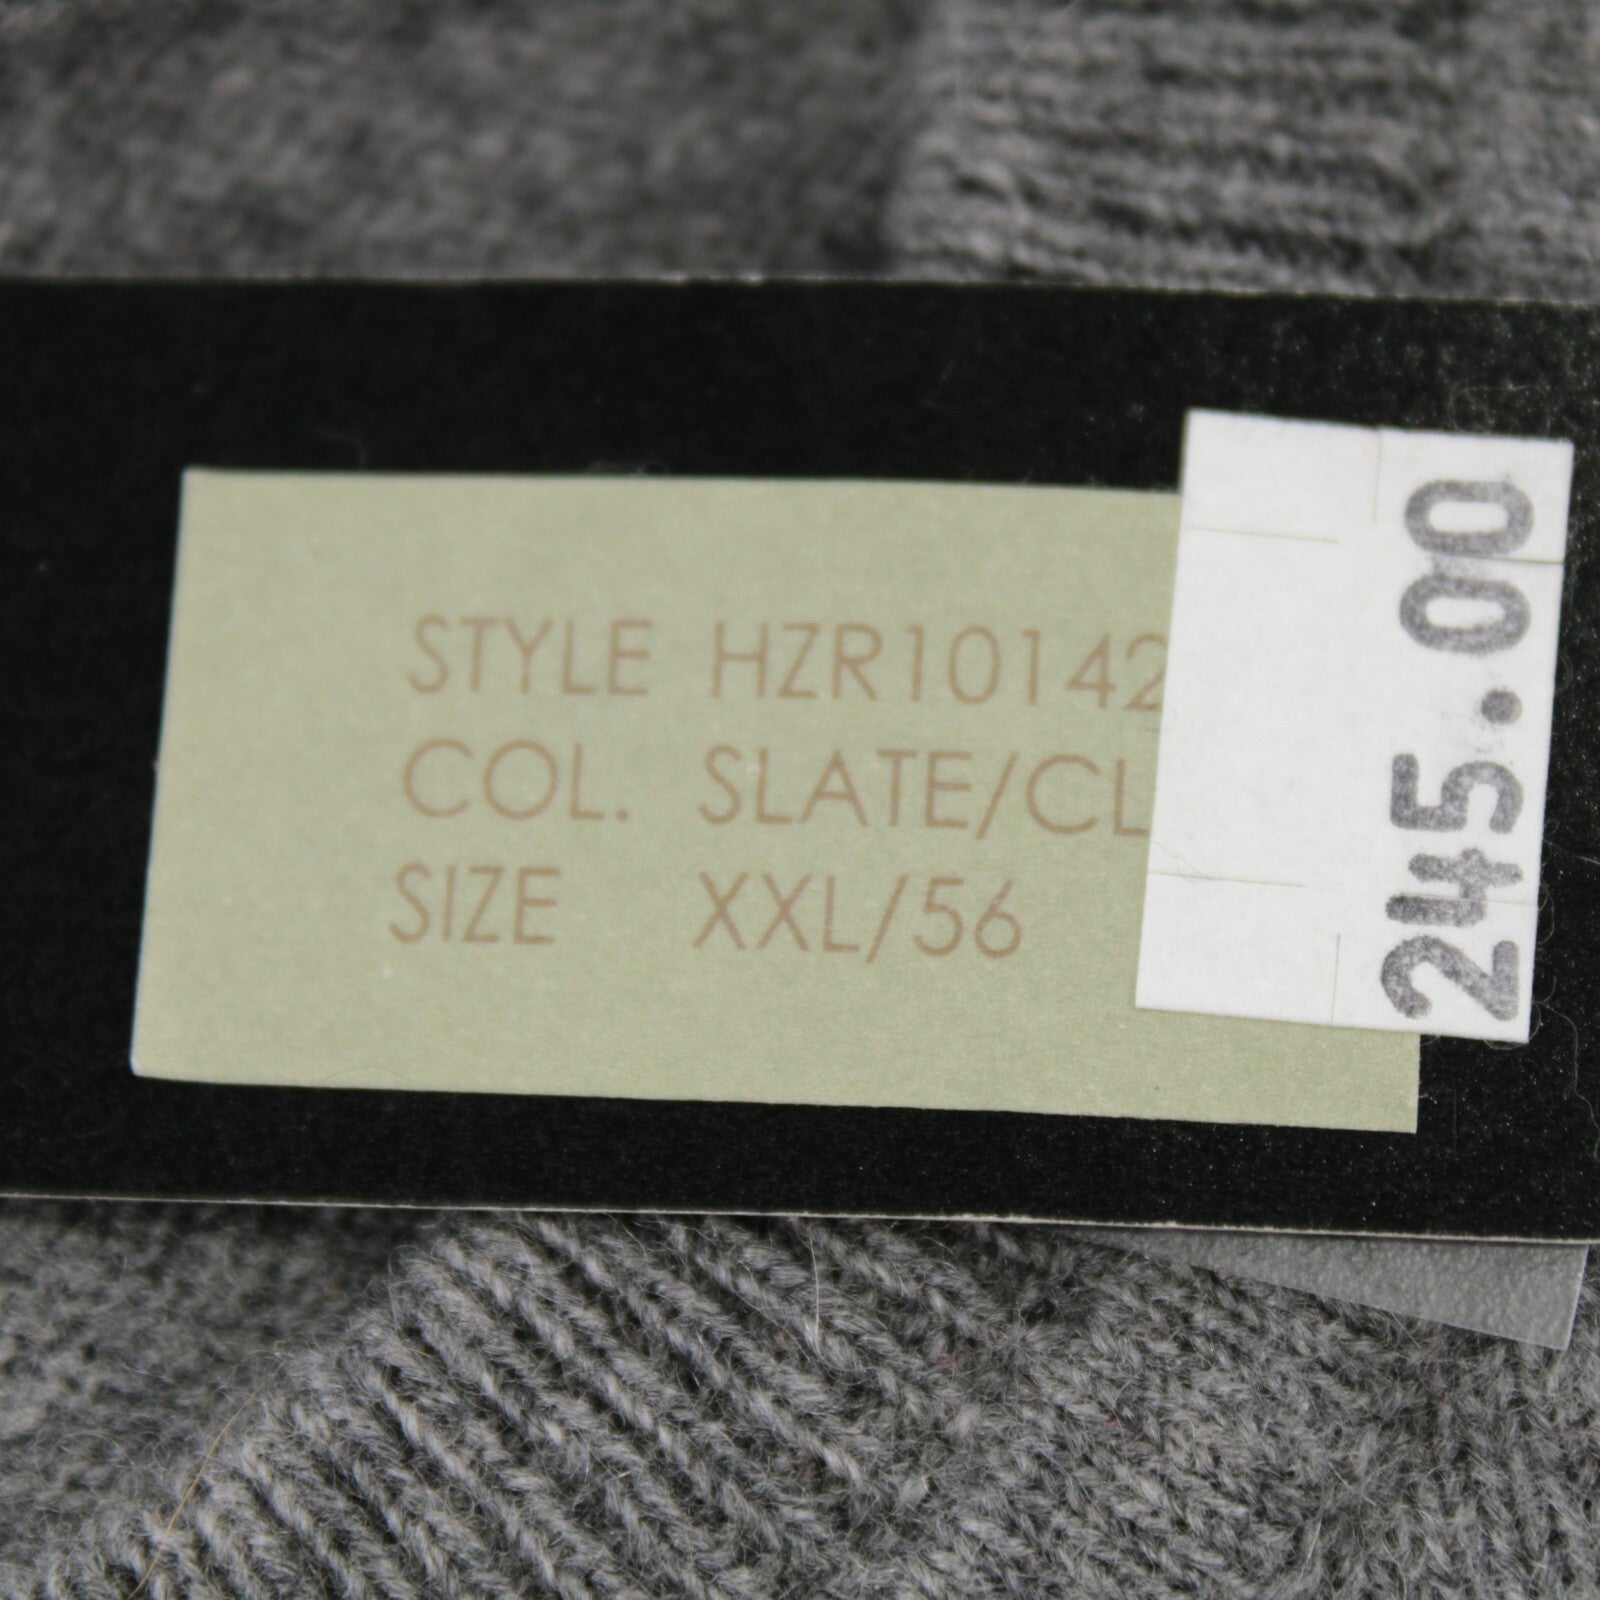 STYLE HZR10142
COL. SLATE/CL
SIZE XXL/56
245.00